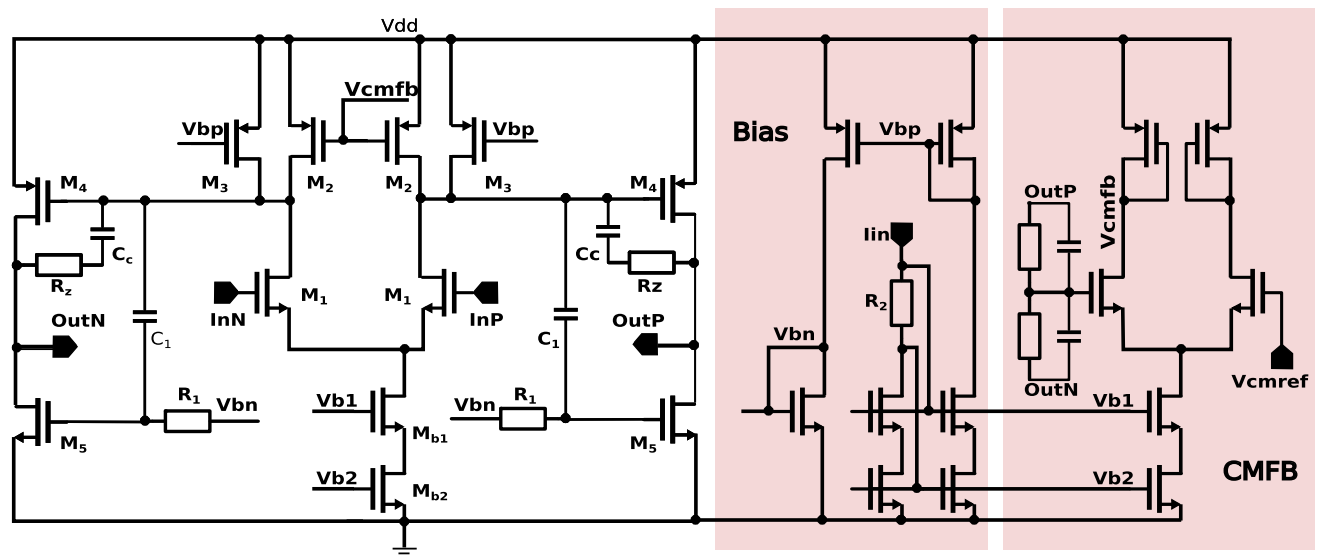 Vdd
Vcmfb
Vbp
Vbp
Bias
Vbp
M4
M3
M2
M2
M3
M4
OutP
Vcmfb
Iin
Cc
Cc
Rz
Rz
M1
M1
R2
InN
InP
OutN
OutP
C1
C1
Vbn
Vcmref
OutN
R1
Vbn
Vb1
Vbn
R1
Vb1
M5
Mb1
M5
Vb2
Mb2
Vb2
CMFB